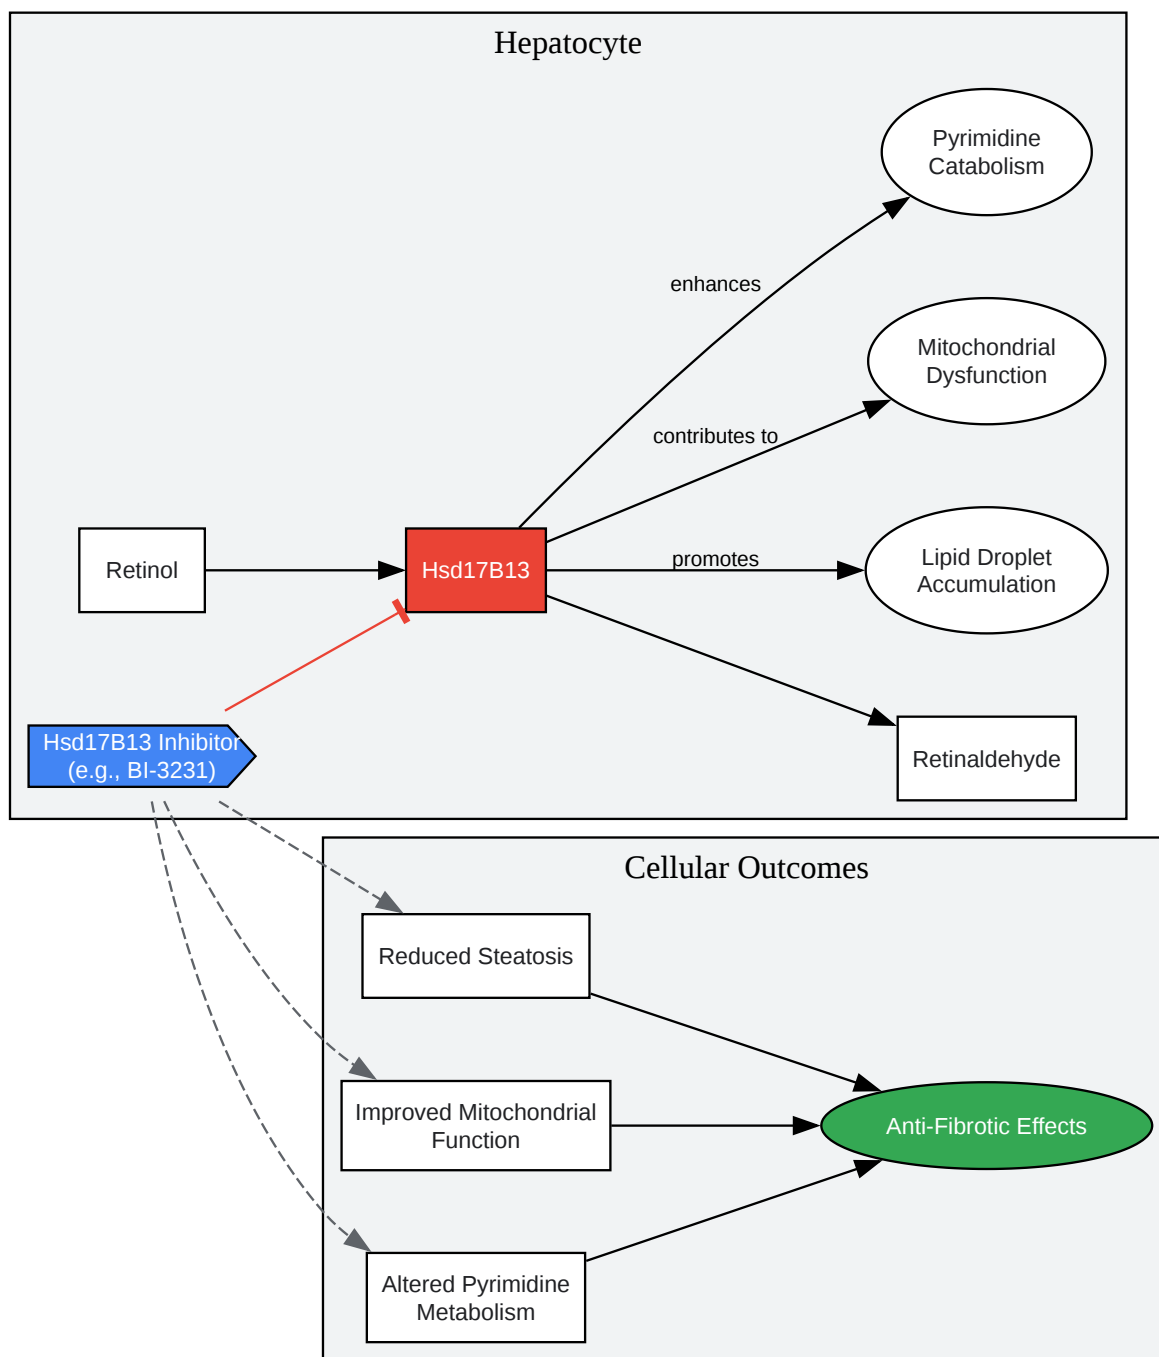 Hepatocyte
Pyrimidine
Catabolism
enhances
Mitochondrial
Dysfunction
contributes to
Retinol
Hsd17B13
promotes
Lipid Droplet
Accumulation
Hsd17B13 Inhibitor
(e.g., BI-3231)
Retinaldehyde
Cellular Outcomes
Reduced Steatosis
Improved Mitochondrial
Function
Anti-Fibrotic Effects
Altered Pyrimidine
Metabolism